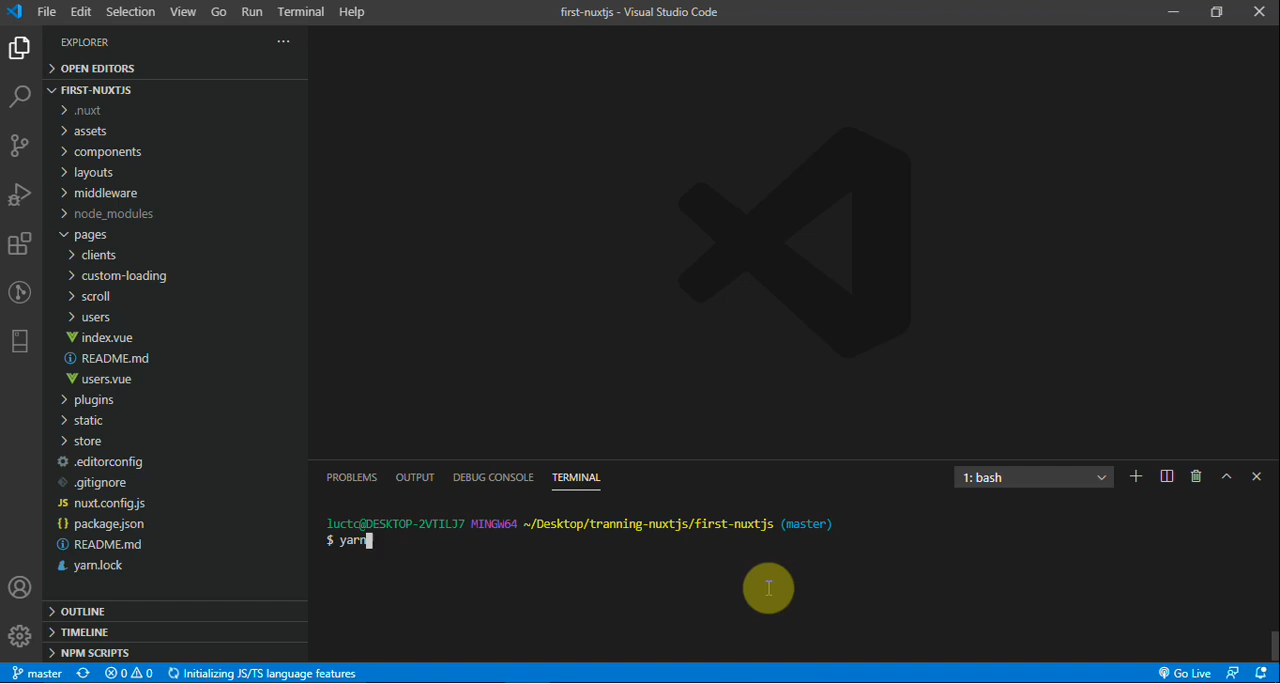 File Edit Selection View Go Run Terminal Help first-nuxtjs - Visual Studio Code
EXPLORER
OPEN EDITORS
FIRST-NUXTJS
.nuxt
assets
components
layouts
middleware
node_modules
pages
clients
custom-loading
scroll
users
index.vue
README.md
users.vue
plugins
static
store
.editorconfig
.gitignore
JS nuxt.config.js
{} package.json
README.md
yarn.lock
OUTLINE
TIMELINE
NPM SCRIPTS
PROBLEMS OUTPUT DEBUG CONSOLE TERMINAL 1: bash
luctc@DESKTOP-2VTILJ7 MINGW64 ~/Desktop/tranning-nuxtjs/first-nuxtjs (master)
$ yarn
master 0 0 Initializing JS/TS language features Go Live